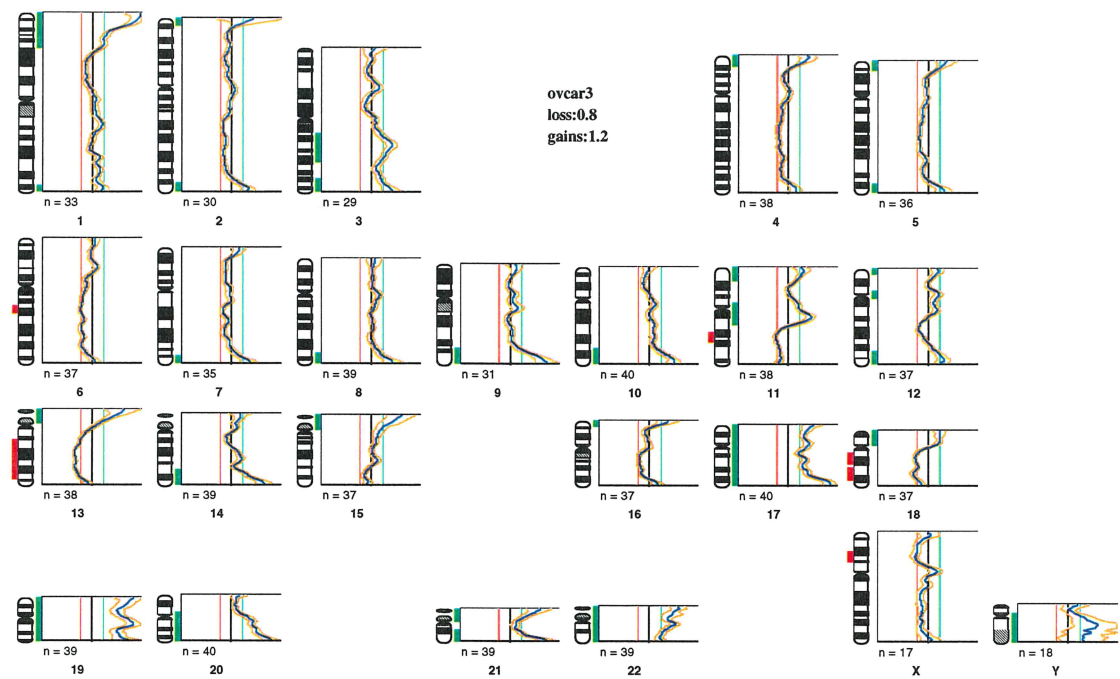 ovcar3
loss:0.8
gains:1.2
n = 33
n = 30
n = 29
n = 38
n = 36
1
2
3
4
5
n = 37
n = 35
n = 39
n = 31
n = 40
n = 38
n = 37
6
7
8
9
10
11
12
n = 38
n = 39
n = 37
n = 37
n = 40
n = 37
13
14
15
16
17
18
n = 39
n = 40
n = 39
n = 39
n = 17
n = 18
19
20
21
22
X
Y